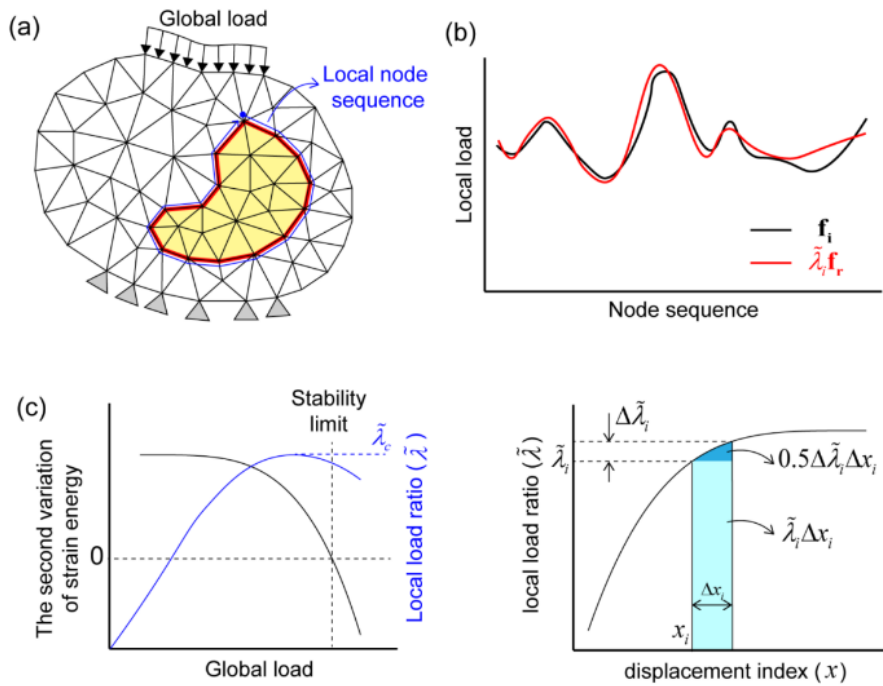 (a)
Global load
Local node
sequence
(b)
Local load
f_i
λ̃_i f_r
Node sequence
(c)
The second variation
of strain energy
0
Stability
limit
λ̃_c
Local load ratio (λ̃)
Global load
local load ratio (λ̃)
Δλ̃_i
λ̃_i
0.5Δλ̃_iΔx_i
λ̃_iΔx_i
Δx_i
x_i
displacement index (x)